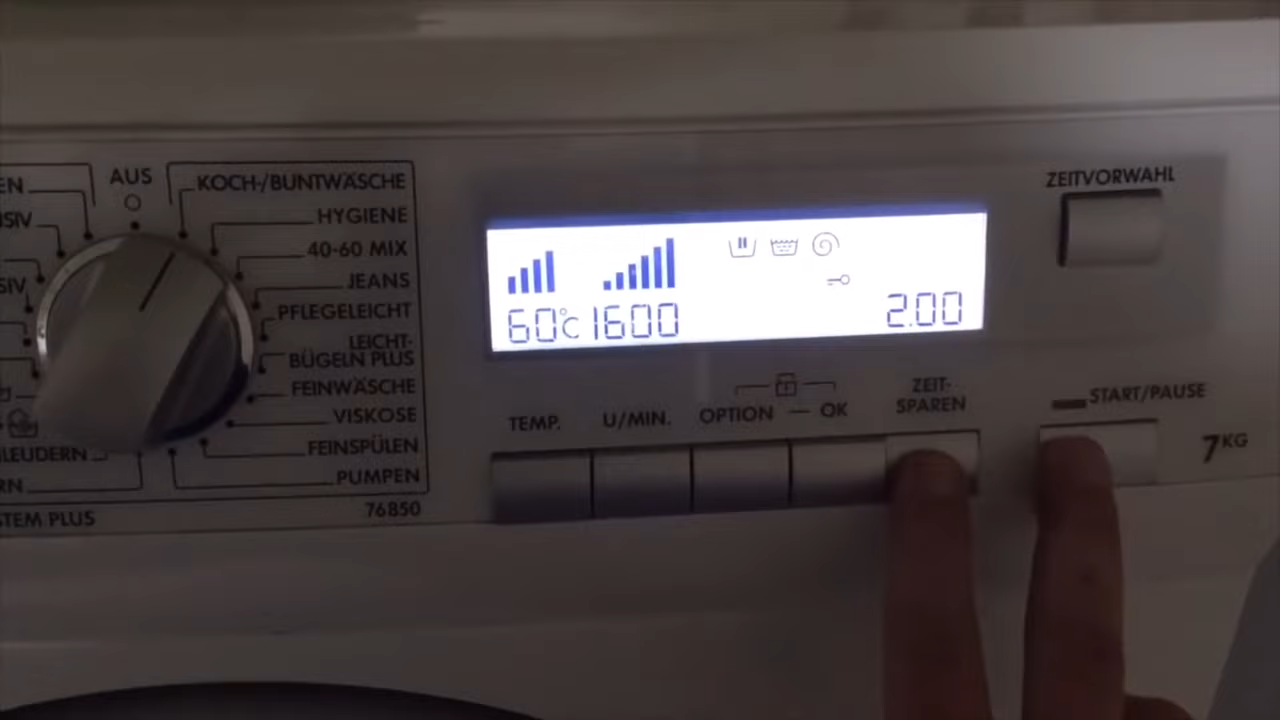 AUS
KOCH-/BUNTWÄSCHE
HYGIENE
40-60 MIX
JEANS
PFLEGELEICHT
LEICHT-
BÜGELN PLUS
FEINWÄSCHE
VISKOSE
FEINSPÜLEN
PUMPEN
76850
EN
SIV
SIV
LEUDERN
RN
STEM PLUS
60°C 1600
2.00
TEMP.
U/MIN.
OPTION — OK
ZEIT-
SPAREN
ZEITVORWAHL
START/PAUSE
7KG